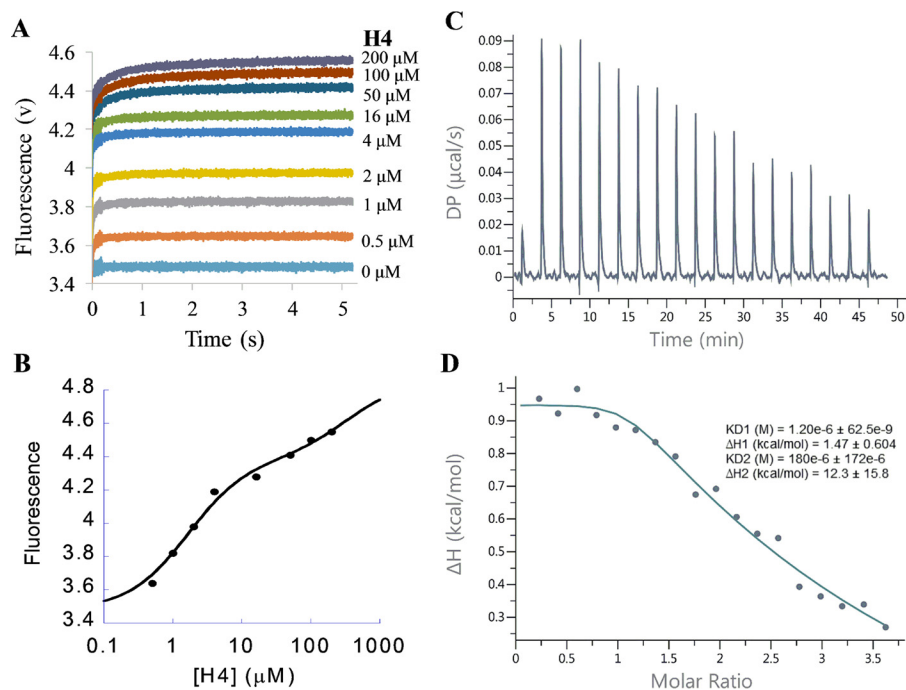 A
H4
4.6
4.4
4.2
4
3.8
3.6
3.4
200 μM
100 μM
50 μM
16 μM
4 μM
2 μM
1 μM
0.5 μM
0 μM
Fluorescence (v)
0 1 2 3 4 5
Time (s)
B
4.8
4.6
4.4
4.2
4
3.8
3.6
3.4
Fluorescence
0.1 1 10 100 1000
[H4] (μM)
C
0.09
0.08
0.07
0.06
0.05
0.04
0.03
0.02
0.01
0
DP (μcal/s)
0 5 10 15 20 25 30 35 40 45 50
Time (min)
D
1
0.9
0.8
0.7
0.6
0.5
0.4
0.3
ΔH (kcal/mol)
KD1 (M) = 1.20e-6 ± 62.5e-9
ΔH1 (kcal/mol) = 1.47 ± 0.604
KD2 (M) = 180e-6 ± 172e-6
ΔH2 (kcal/mol) = 12.3 ± 15.8
0 0.5 1 1.5 2 2.5 3 3.5
Molar Ratio